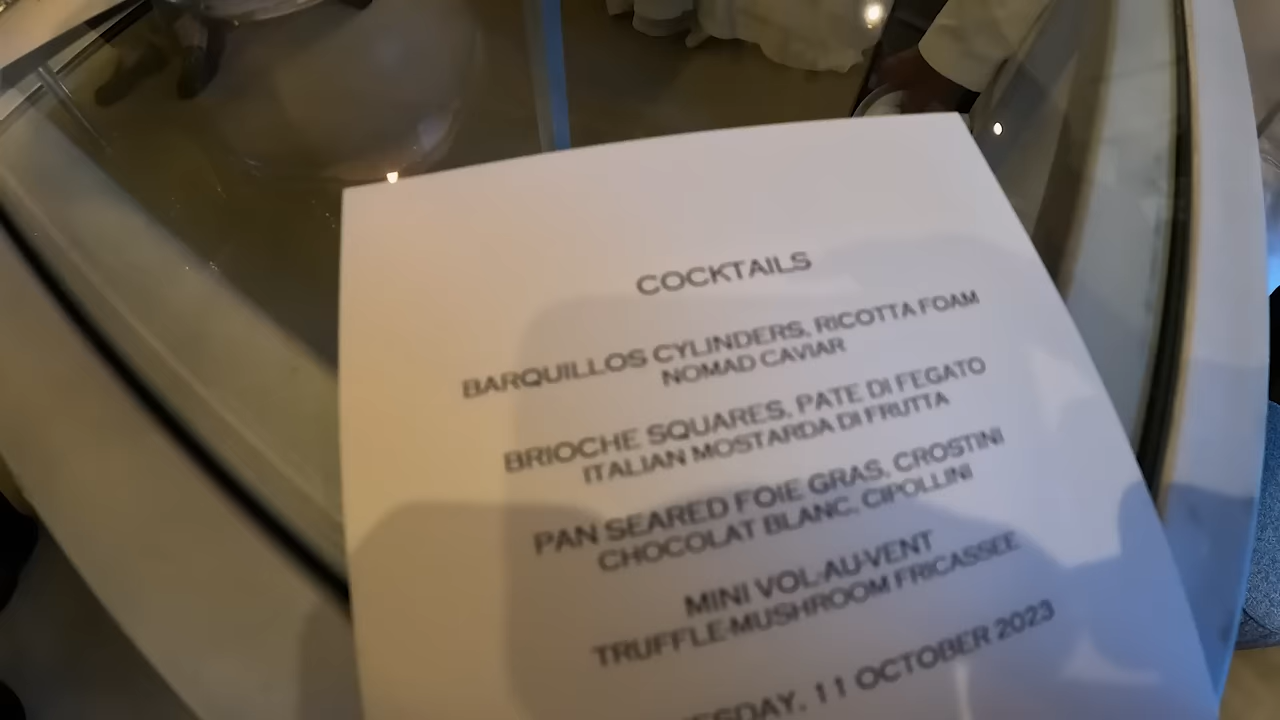 COCKTAILS
BARQUILLOS CYLINDERS, RICOTTA FOAM
NOMAD CAVIAR
BRIOCHE SQUARES, PATE DI FEGATO
ITALIAN MOSTARDA DI FRUTTA
PAN SEARED FOIE GRAS, CROSTINI
CHOCOLAT BLANC, CIPOLLINI
MINI VOL-AU-VENT
TRUFFLE-MUSHROOM FRICASSEE
11 OCTOBER 2023